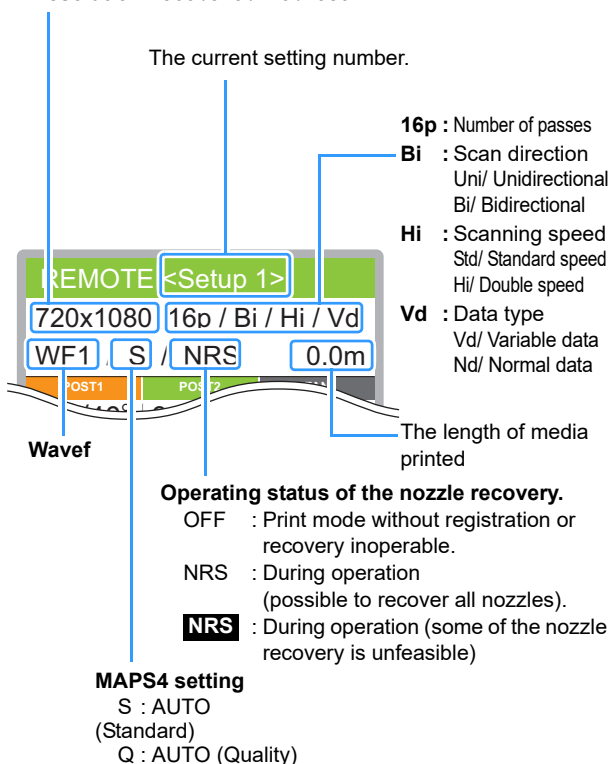 The current setting number.
16p : Number of passes
Bi : Scan direction
Uni/ Unidirectional
Bi/ Bidirectional
Hi : Scanning speed
Std/ Standard speed
Hi/ Double speed
Vd : Data type
Vd/ Variable data
Nd/ Normal data
REMOTE <Setup 1>
720x1080 16p / Bi / Hi / Vd
WF1 / S / NRS 0.0m
POST1 POST2
Wavef
The length of media
printed
Operating status of the nozzle recovery.
OFF : Print mode without registration or
recovery inoperable.
NRS : During operation
(possible to recover all nozzles).
NRS : During operation (some of the nozzle
recovery is unfeasible)
MAPS4 setting
S : AUTO
(Standard)
Q : AUTO (Quality)